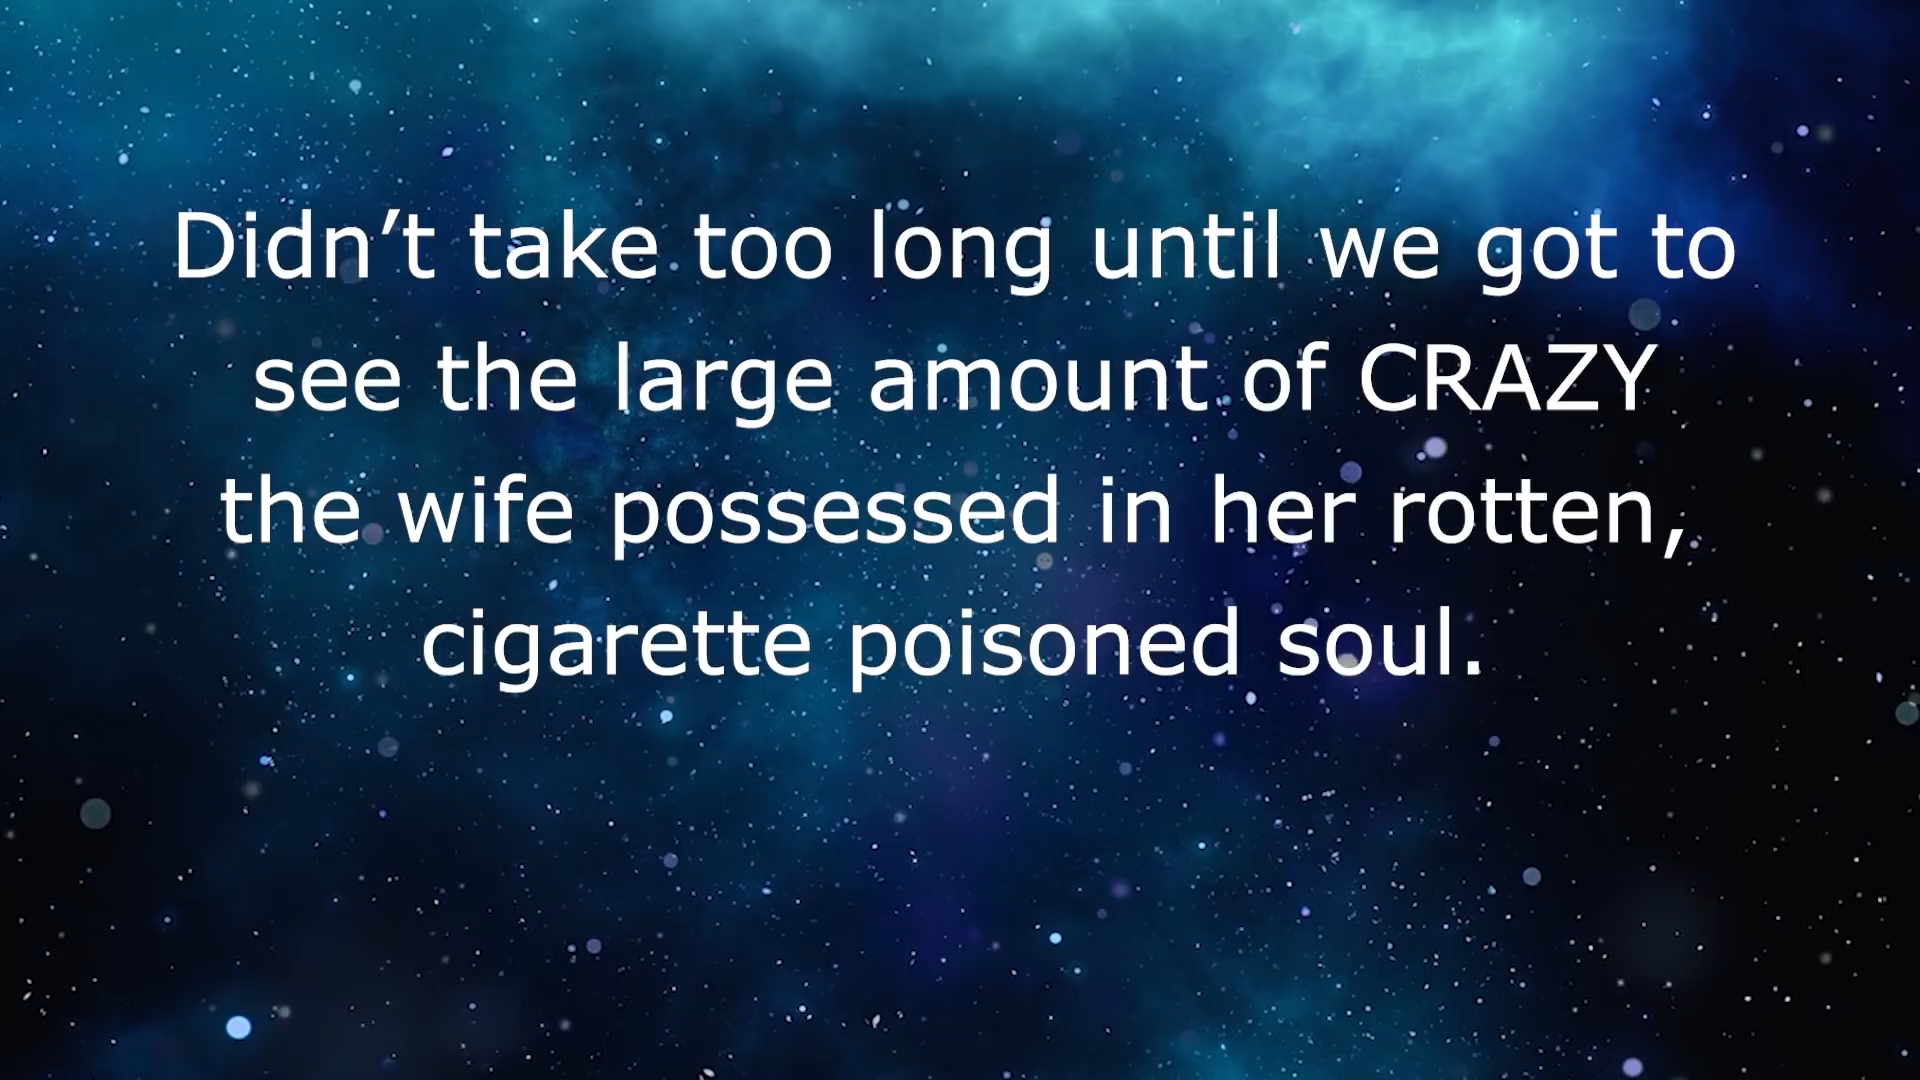 Didn’t take too long until we got to
see the large amount of CRAZY
the wife possessed in her rotten,
cigarette poisoned soul.